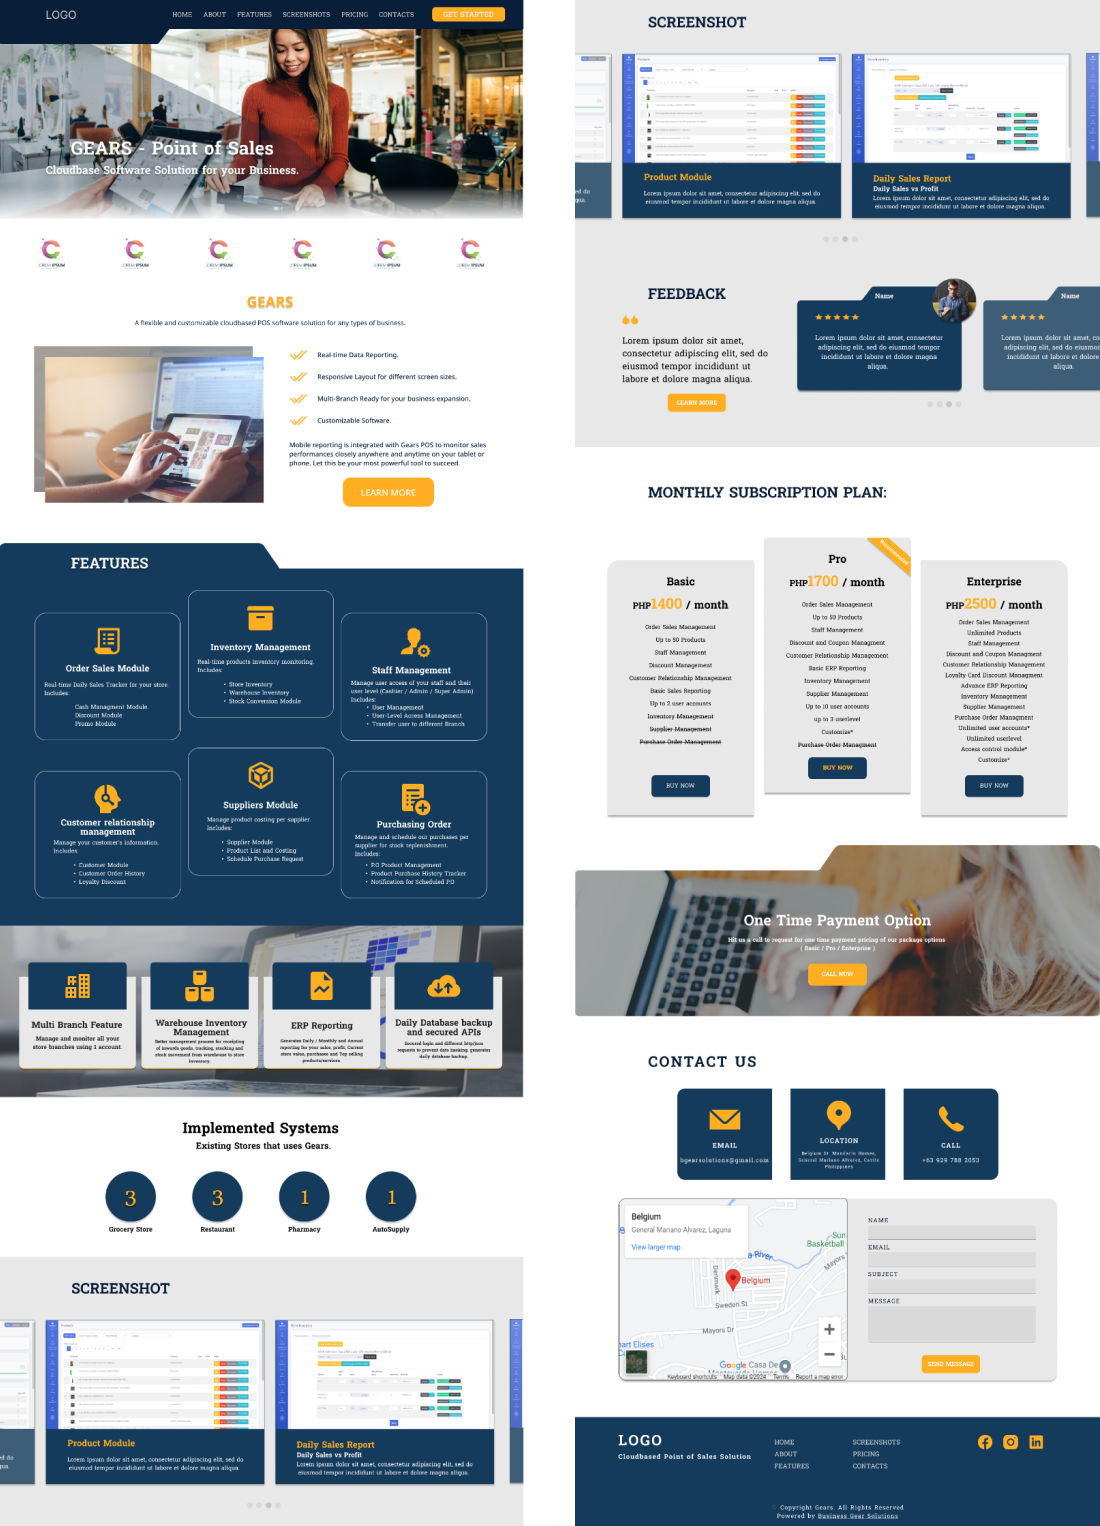 LOGO
HOME ABOUT FEATURES SCREENSHOTS PRICING CONTACTS GET STARTED
GEARS - Point of Sales
Cloudbase Software Solution for your Business.
LOREM IPSUM LOREM IPSUM LOREM IPSUM LOREM IPSUM LOREM IPSUM LOREM IPSUM
GEARS
A flexible and customizable cloudbased POS software solution for any types of business.
Real-time Data Reporting.
Responsive Layout for different screen sizes.
Multi-Branch Ready for your business expansion.
Customizable Software.
Mobile reporting is integrated with Gears POS to monitor sales
performances closely anywhere and anytime on your tablet or
phone. Let this be your most powerful tool to succeed.
LEARN MORE
FEATURES
Order Sales Module
Real-time Daily Sales Tracker for your store
Includes:
Cash Managment Module.
Discount Module
Promo Module
Inventory Management
Real-time products inventory monitoring.
Includes:
• Store Inventory
• Warehouse Inventory
• Stock Conversion Module
Staff Management
Manage user access of your staff and their
user level (Cashier / Admin / Super Admin)
Includes:
• User Management
• User-Level Access Management
• Transfer user to different Branch
Customer relationship
management
Manage your customer's information.
Includes:
• Customer Module
• Customer Order History
• Loyalty Discount
Suppliers Module
Manage product costing per supplier.
Includes:
• Supplier Module
• Product List and Costing
• Schedule Purchase Request
Purchasing Order
Manage and schedule our purchases per
supplier for stock replenishment.
Includes:
• P.O Product Management
• Product Purchase History Tracker
• Notification for Scheduled P.O
Multi Branch Feature
Manage and monitor all your
store branches using 1 account.
Warehouse Inventory
Management
Better management process for receipting
of inwards goods, tracking, stocking and
stock movement from warehouse to store
inventory.
ERP Reporting
Generates Daily / Monthly and Annual
reporting for your sales, profit, Current
store value, purchases and Top selling
products/services.
Daily Database backup
and secured APIs
Secured login and different http/json
requests to prevent data hacking, generates
daily database backup.
Implemented Systems
Existing Stores that uses Gears.
3 3 1 1
Grocery Store Restaurant Pharmacy AutoSupply
SCREENSHOT
Product Module
Lorem ipsum dolor sit amet, consectetur adipiscing elit, sed do
eiusmod tempor incididunt ut labore et dolore magna aliqua.
Daily Sales Report
Daily Sales vs Profit
Lorem ipsum dolor sit amet, consectetur adipiscing elit, sed do
eiusmod tempor incididunt ut labore et dolore magna aliqua.
SCREENSHOT
Product Module
Lorem ipsum dolor sit amet, consectetur adipiscing elit, sed do
eiusmod tempor incididunt ut labore et dolore magna aliqua.
Daily Sales Report
Daily Sales vs Profit
Lorem ipsum dolor sit amet, consectetur adipiscing elit, sed do
eiusmod tempor incididunt ut labore et dolore magna aliqua.
FEEDBACK
Lorem ipsum dolor sit amet,
consectetur adipiscing elit, sed do
eiusmod tempor incididunt ut
labore et dolore magna aliqua.
LEARN MORE
Name
Lorem ipsum dolor sit amet, consectetur
adipiscing elit, sed do eiusmod tempor
incididunt ut labore et dolore magna
aliqua.
Name
Lorem ipsum dolor sit amet, con
adipiscing elit, sed do eiusmod
incididunt ut labore et dolore
aliqua.
MONTHLY SUBSCRIPTION PLAN:
Basic
PHP1400 / month
Order Sales Management
Up to 50 Products
Staff Management
Discount Management
Customer Relationship Management
Basic Sales Reporting
Up to 2 user accounts
Inventory Management
Supplier Management
Purchase Order Management
BUY NOW
Recommended
Pro
PHP1700 / month
Order Sales Management
Up to 50 Products
Staff Management
Discount and Coupon Managment
Customer Relationship Management
Basic ERP Reporting
Inventory Management
Supplier Management
Up to 10 user accounts
up to 3 userlevel
Customize*
Purchase Order Managment
BUY NOW
Enterprise
PHP2500 / month
Order Sales Management
Unlimited Products
Staff Management
Discount and Coupon Managment
Customer Relationship Management
Loyalty Card Discount Managment
Advance ERP Reporting
Inventory Management
Supplier Management
Purchase Order Managment
Unlimited user accounts*
Unlimited userlevel
Access control module*
Customize*
BUY NOW
One Time Payment Option
Hit us a call to request for one time payment pricing of our package options
( Basic / Pro / Enterprise )
CALL NOW
CONTACT US
EMAIL
bgearsolutions@gmail.com
LOCATION
Belgium St. Mandarin Homes,
General Mariano Alvarez, Cavite
Philippines
CALL
+63 929 788 2053
Belgium
General Mariano Alvarez, Laguna
View larger map
Sun
Basketball
a River
Mayors
Denmark
Belgium
Sweden St
Mayors Dr
nart Elises
Google Casa De
Keyboard shortcuts Map data ©2024 Terms Report a map error
NAME
EMAIL
SUBJECT
MESSAGE
SEND MESSAGE
LOGO
Cloudbased Point of Sales Solution
HOME
ABOUT
FEATURES
SCREENSHOTS
PRICING
CONTACTS
© Copyright Gears. All Rights Reserved
Powered by Business Gear Solutions